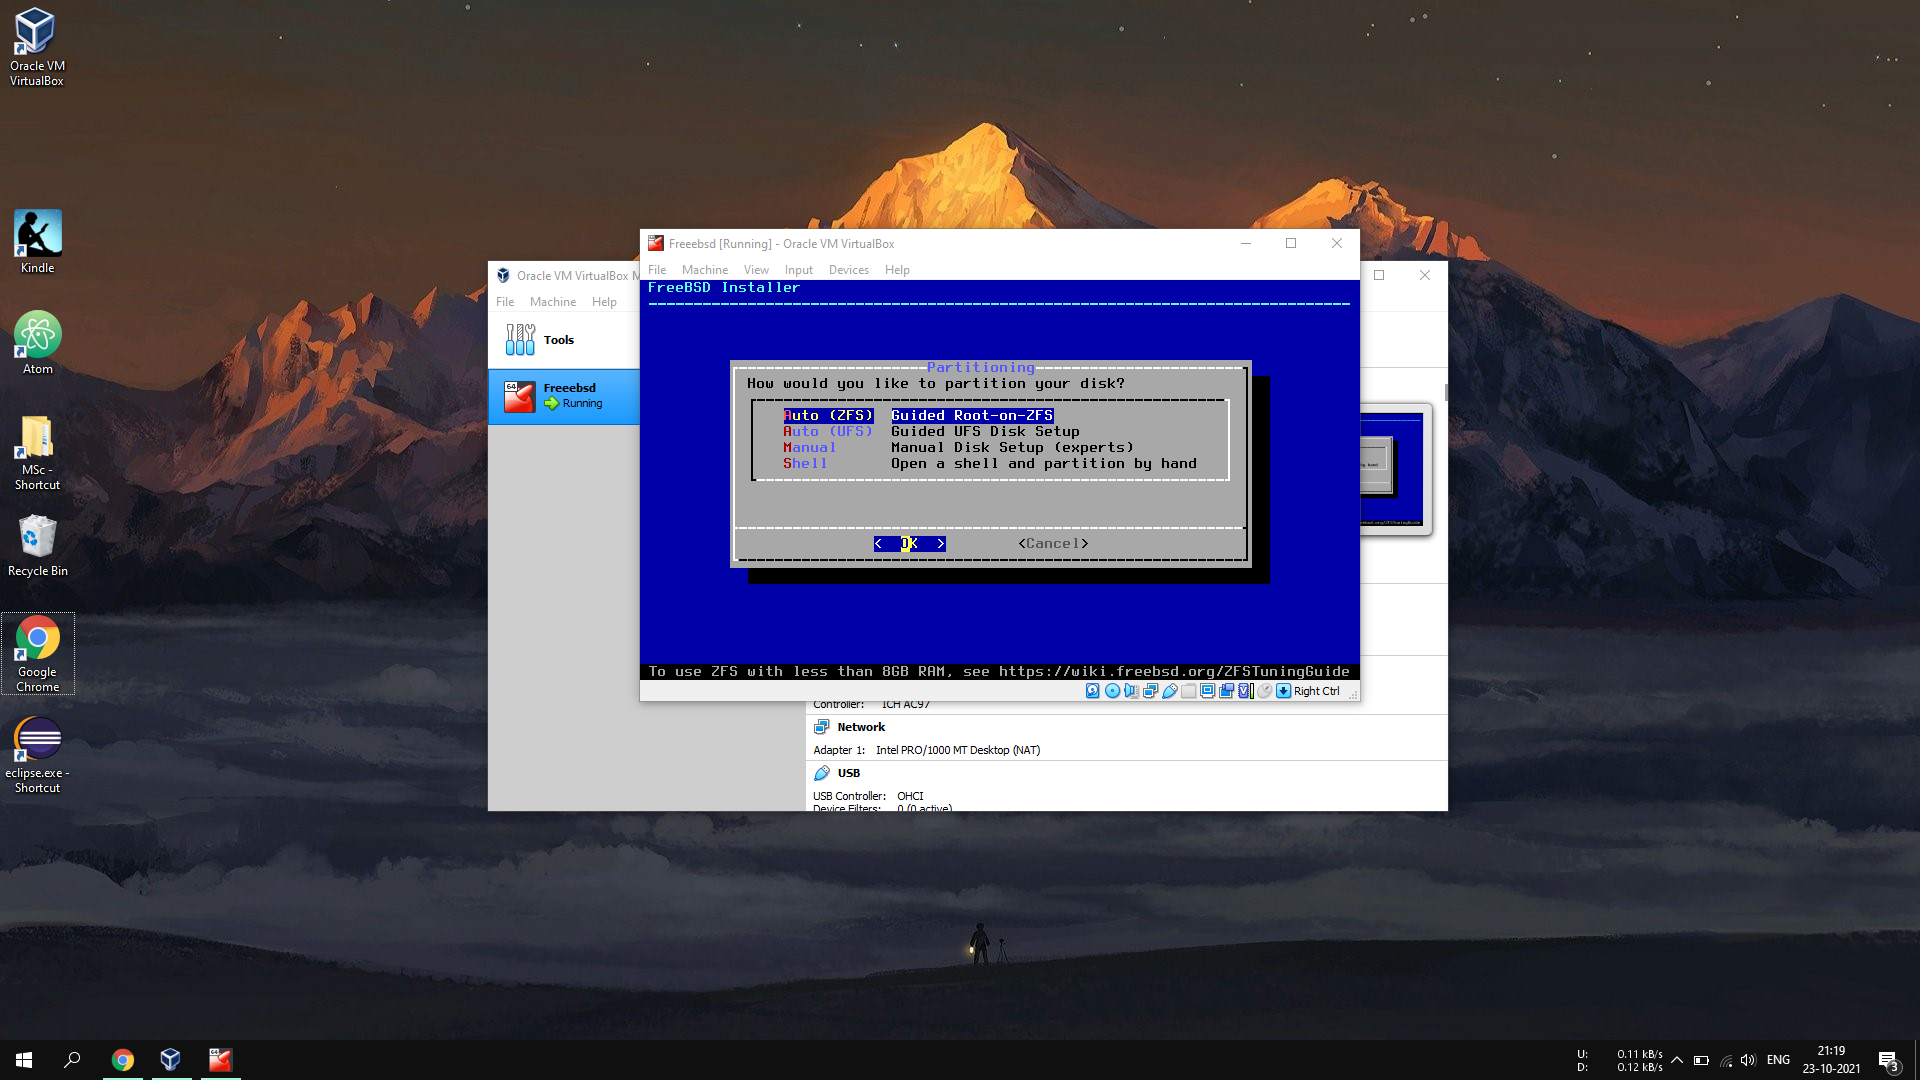 Oracle VM
VirtualBox
Kindle
Atom
MSc -
Shortcut
Recycle Bin
Google
Chrome
eclipse.exe -
Shortcut
Oracle VM VirtualBox M
File Machine Help
Tools
64
Freeebsd
Running
Controller: ICH AC97
Network
Adapter 1: Intel PRO/1000 MT Desktop (NAT)
USB
USB Controller: OHCI
Device Filters: 0 (0 active)
Freeebsd [Running] - Oracle VM VirtualBox
File Machine View Input Devices Help
FreeBSD Installer
Partitioning
How would you like to partition your disk?
Auto (ZFS) Guided Root-on-ZFS
Auto (UFS) Guided UFS Disk Setup
Manual Manual Disk Setup (experts)
Shell Open a shell and partition by hand
< OK > <Cancel>
To use ZFS with less than 8GB RAM, see https://wiki.freebsd.org/ZFSTuningGuide
Right Ctrl
U: 0.11 kB/s
D: 0.12 kB/s
ENG
21:19
23-10-2021
3